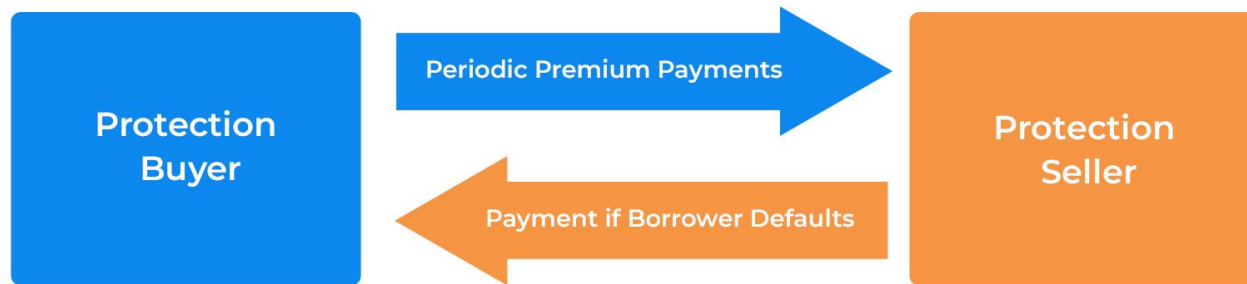 Protection
Buyer
Periodic Premium Payments
Payment if Borrower Defaults
Protection
Seller